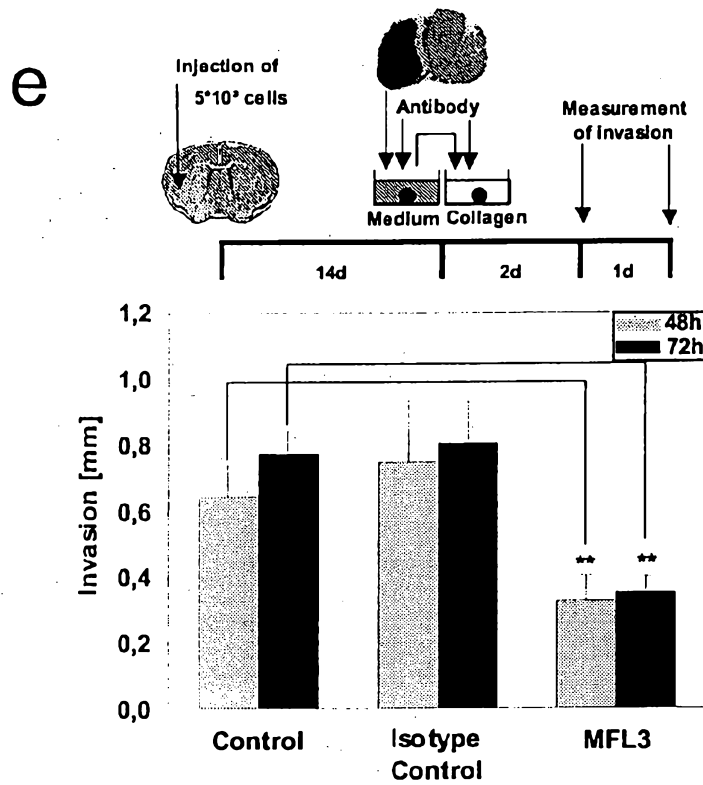 e
Injection of
5*10³ cells
Antibody
Measurement
of invasion
Medium Collagen
14d
2d
1d
48h
72h
1,2
1,0
0,8
0,6
0,4
0,2
0,0
Invasion [mm]
** **
Control
Isotype
Control
MFL3